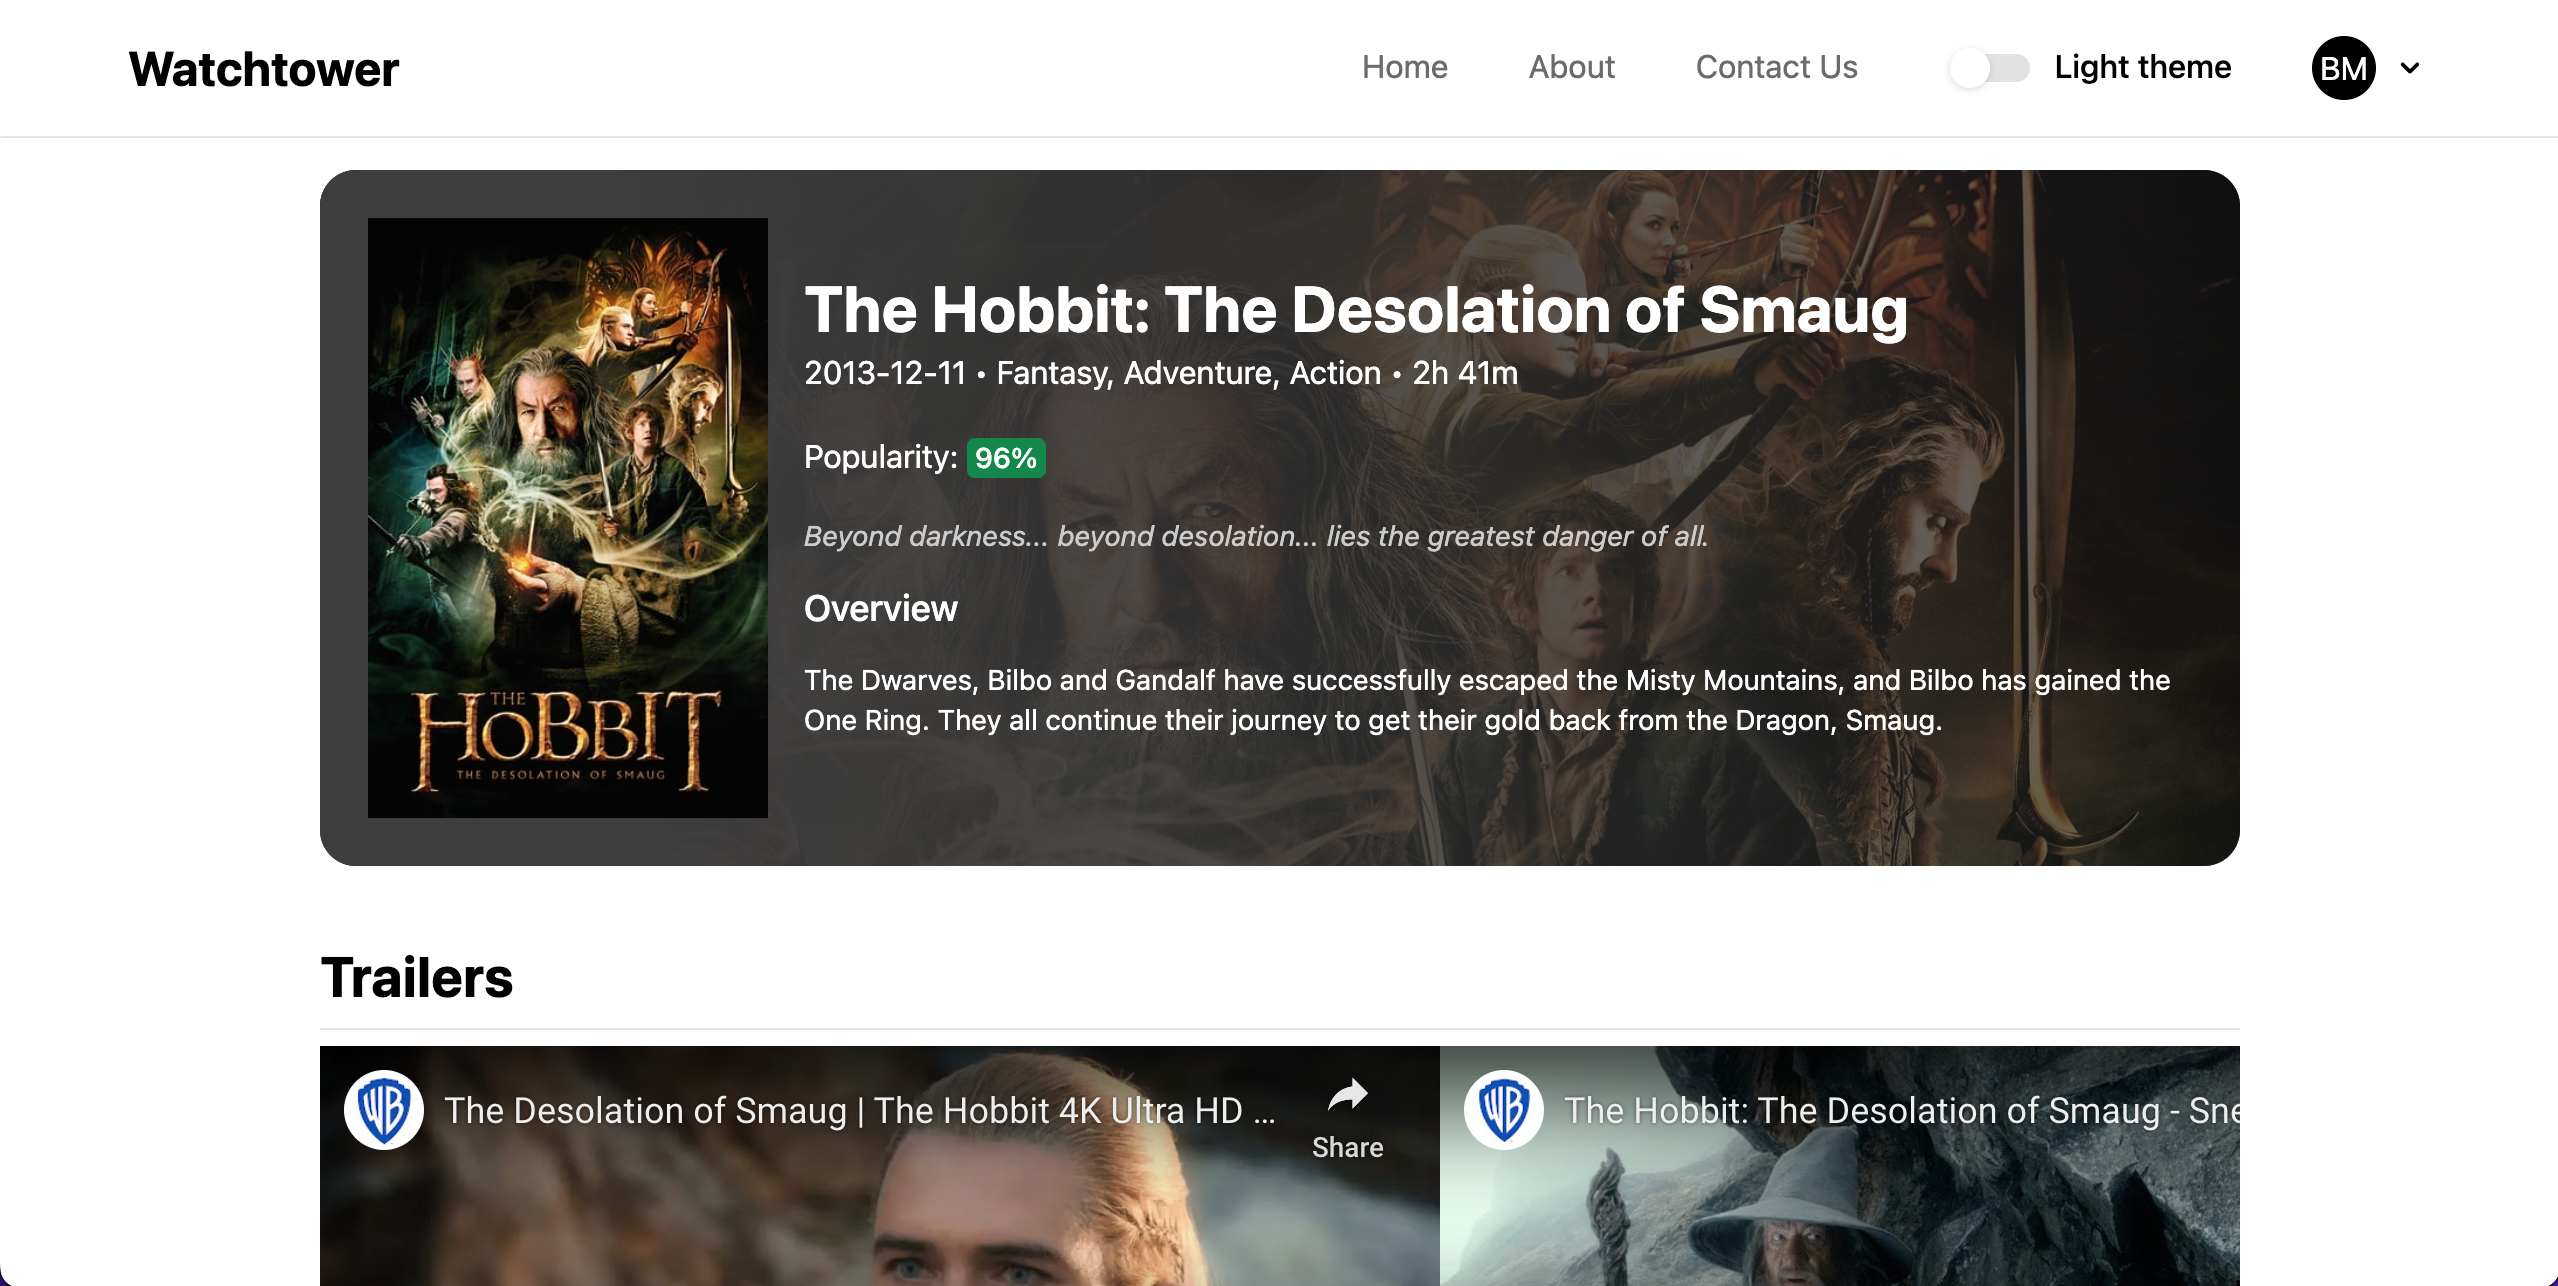 Watchtower
Home
About
Contact Us
Light theme
BM
The Hobbit: The Desolation of Smaug
2013-12-11 • Fantasy, Adventure, Action • 2h 41m
Popularity: 96%
Beyond darkness... beyond desolation... lies the greatest danger of all.
Overview
The Dwarves, Bilbo and Gandalf have successfully escaped the Misty Mountains, and Bilbo has gained the
One Ring. They all continue their journey to get their gold back from the Dragon, Smaug.
THE
HOBBIT
THE DESOLATION OF SMAUG
Trailers
WB
The Desolation of Smaug | The Hobbit 4K Ultra HD ...
Share
WB
The Hobbit: The Desolation of Smaug - Sne